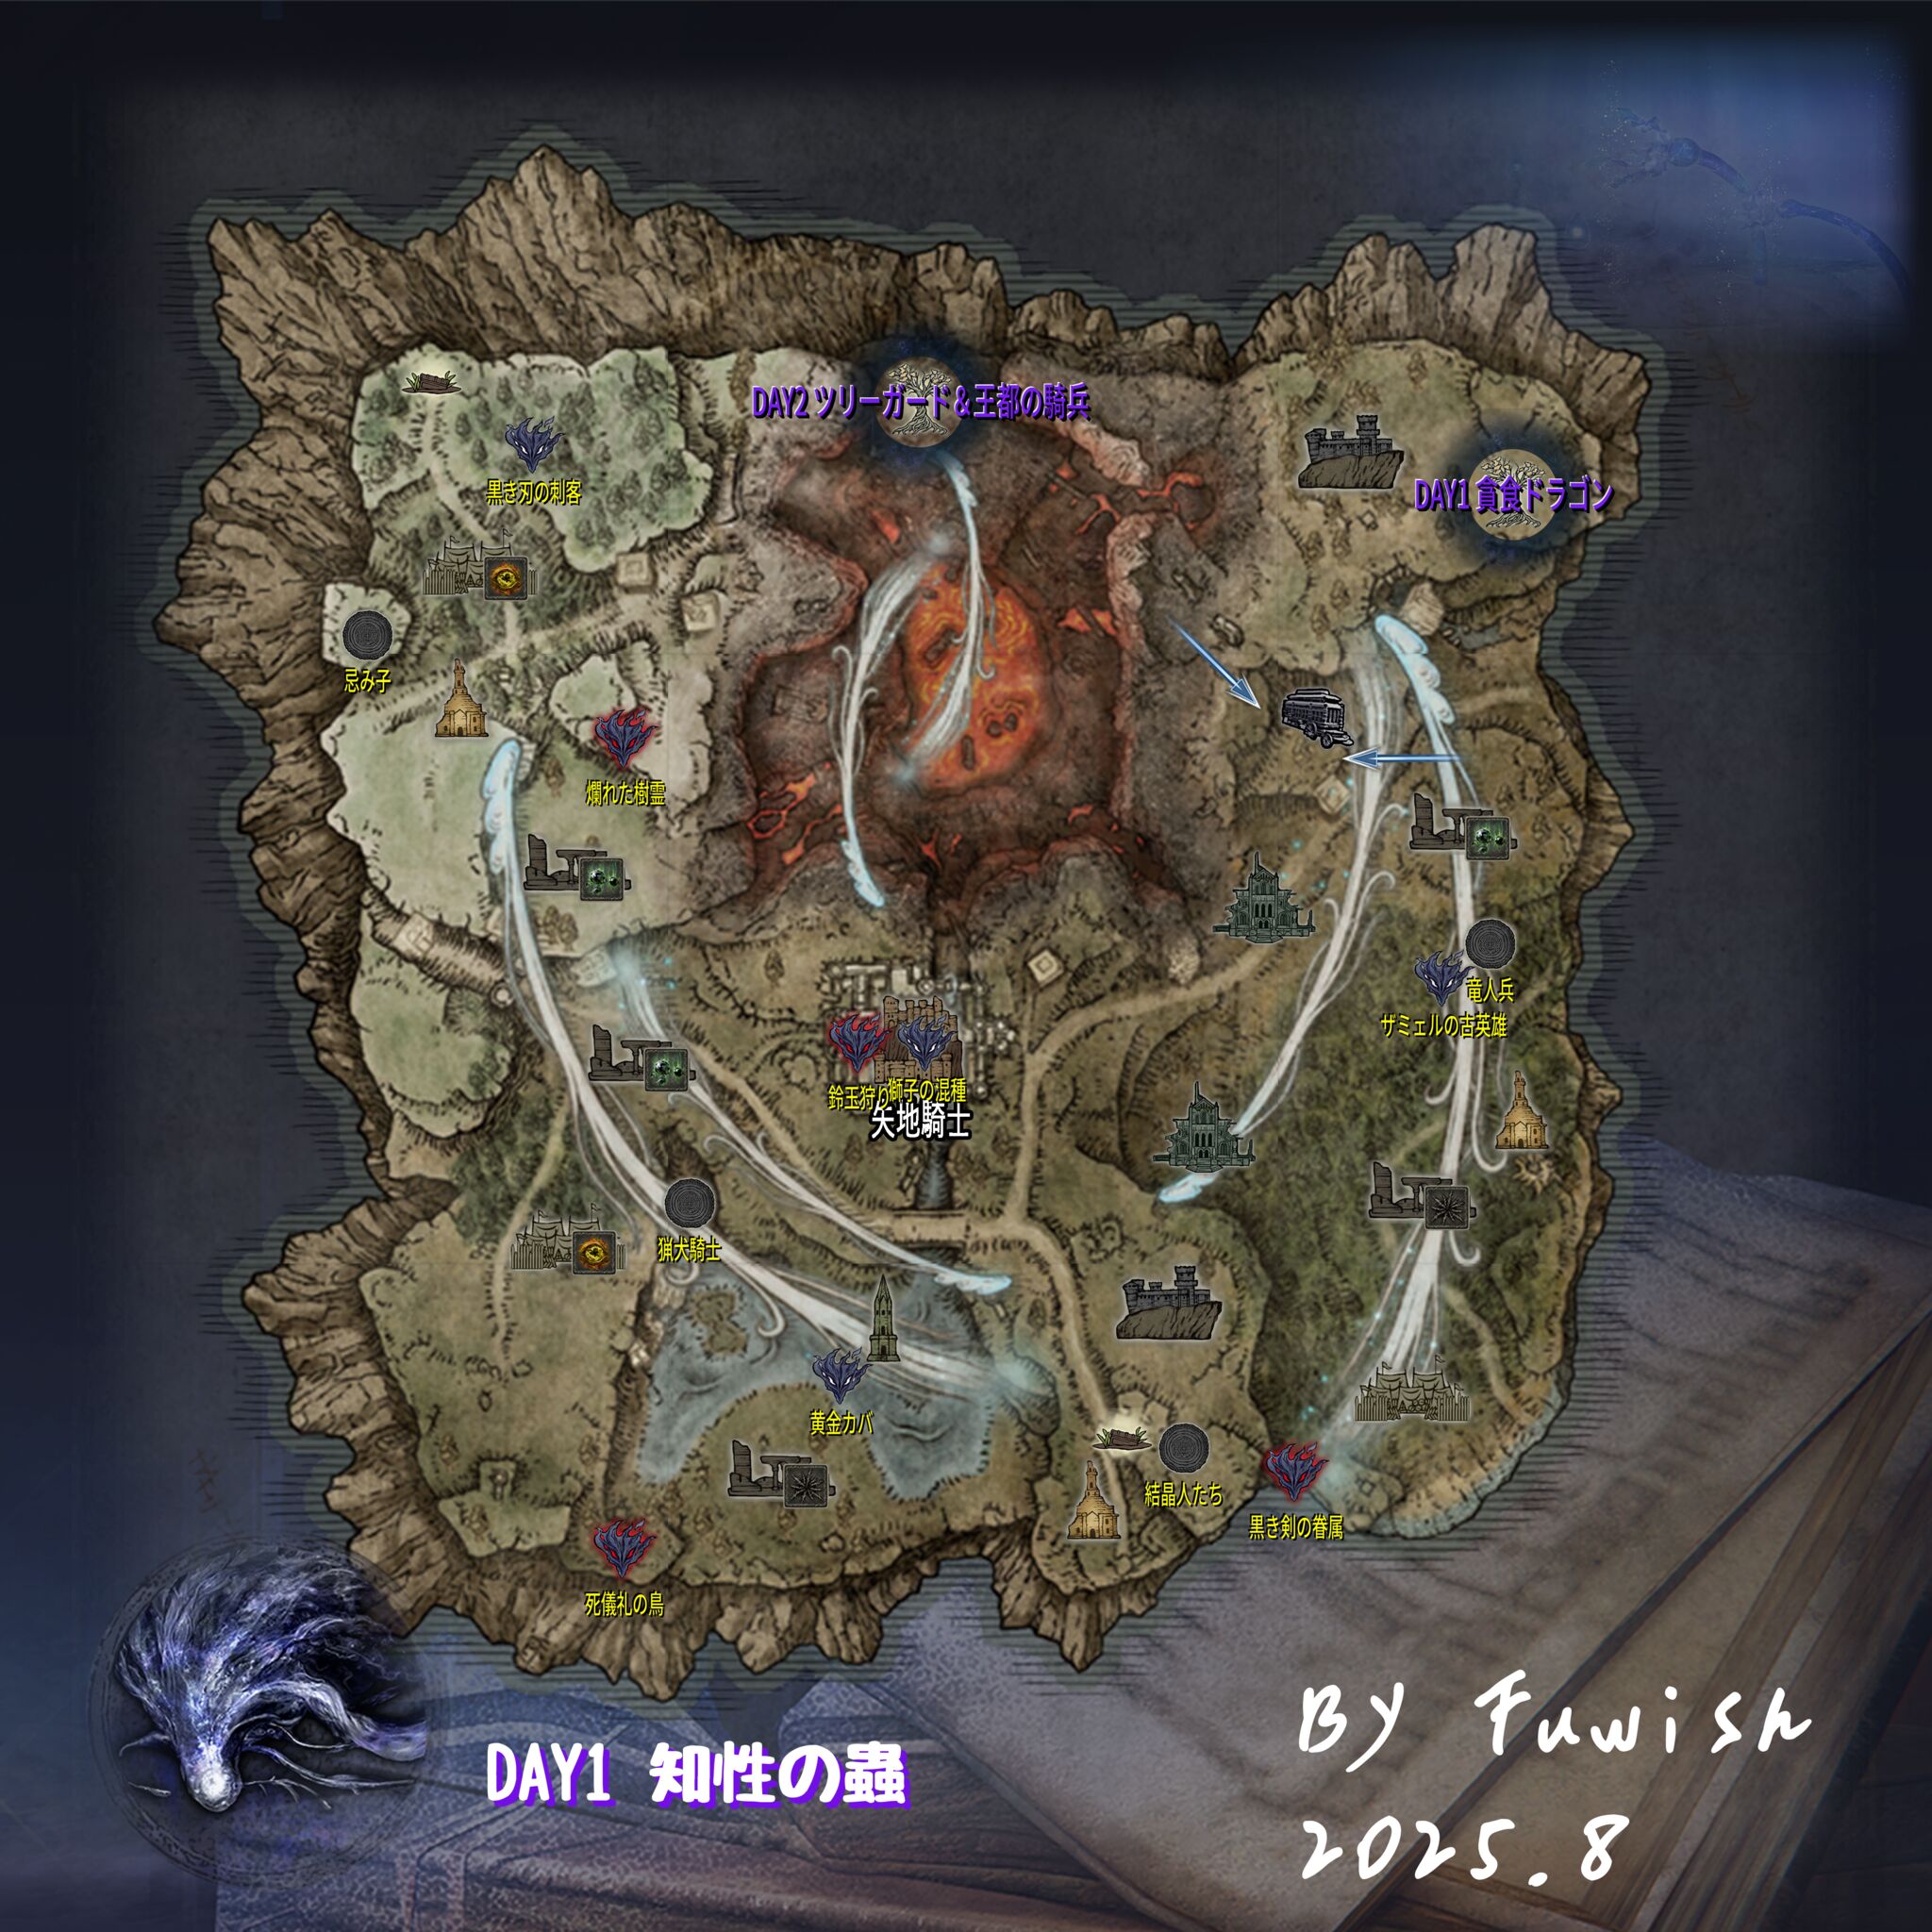 DAY2 ツリーガード＆王都の騎兵
DAY1 貪食ドラゴン
黒き刃の刺客
忌み子
爛れた樹霊
竜人兵
ザミェルの古英雄
鈴玉狩り
獅子の混種
矢地騎士
猟犬騎士
黄金カバ
結晶人たち
黒き剣の眷属
死儀礼の鳥
DAY1 知性の蟲
By Fuwish
2025.8